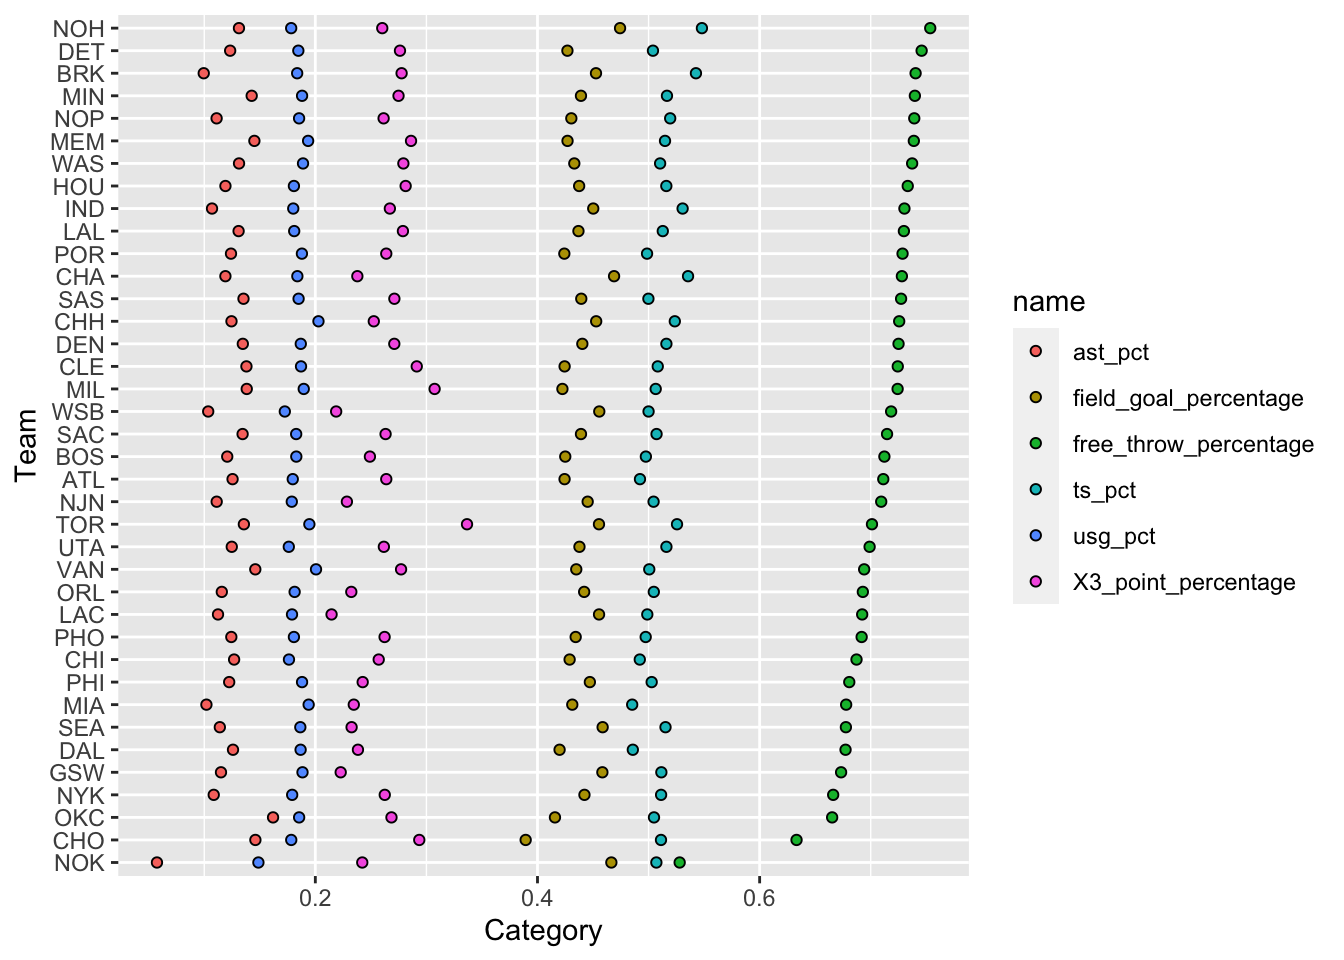 NOH
DET
BRK
MIN
NOP
MEM
WAS
HOU
IND
LAL
POR
CHA
SAS
CHH
DEN
CLE
MIL
WSB
SAC
BOS
ATL
NJN
TOR
UTA
VAN
ORL
LAC
PHO
CHI
PHI
MIA
SEA
DAL
GSW
NYK
OKC
CHO
NOK
Team
0.2 0.4 0.6
Category
name
ast_pct
field_goal_percentage
free_throw_percentage
ts_pct
usg_pct
X3_point_percentage